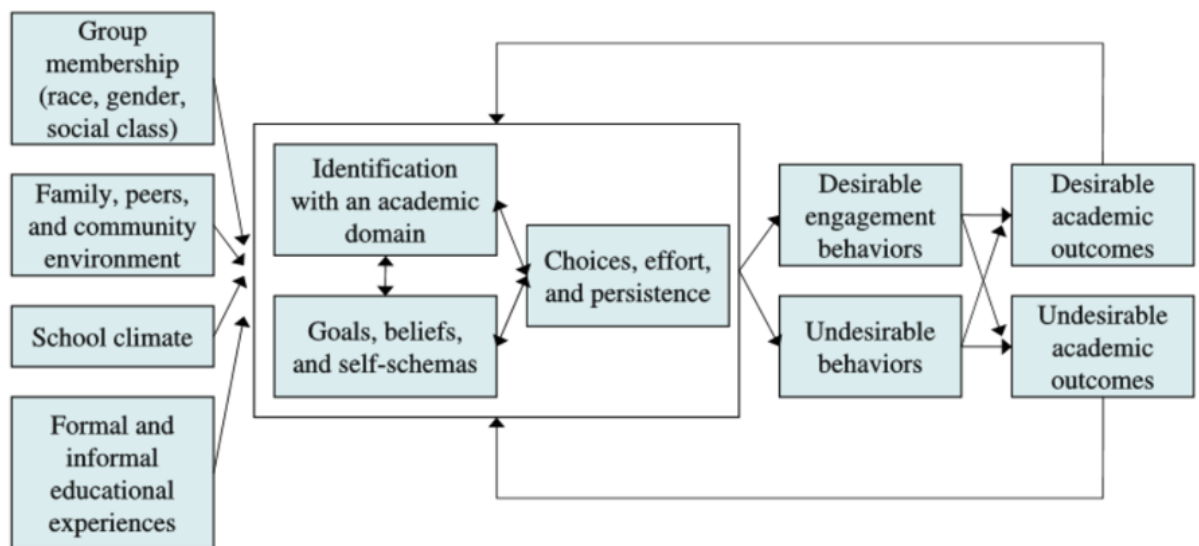 Group
membership
(race, gender,
social class)
Family, peers,
and community
environment
School climate
Formal and
informal
educational
experiences
Identification
with an academic
domain
Goals, beliefs,
and self-schemas
Choices, effort,
and persistence
Desirable
engagement
behaviors
Undesirable
behaviors
Desirable
academic
outcomes
Undesirable
academic
outcomes